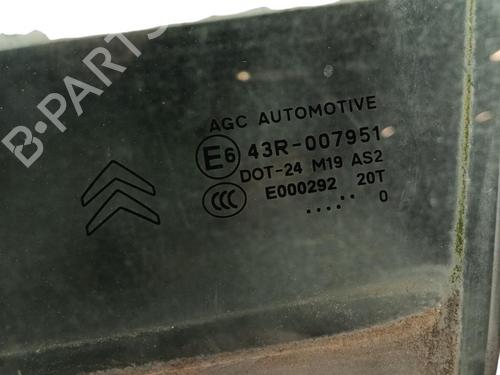 B-PARTS
AGC AUTOMOTIVE
E6 43R-007951
DOT-24 M19 AS2
CCC E000292 20T
.....·· 0